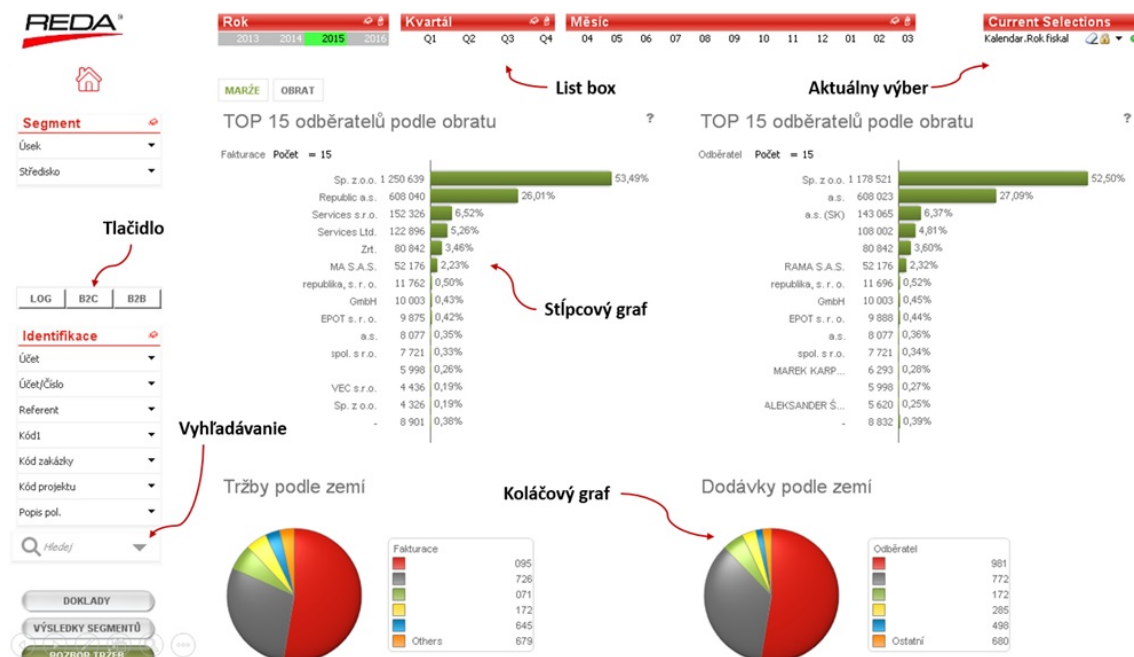 REDA®
Rok
2013 2014 2015 2016
Kvartál
Q1 Q2 Q3 Q4
Měsíc
04 05 06 07 08 09 10 11 12 01 02 03
Current Selections
Kalendar.Rok fiskal
List box
Aktuálny výber
MARŽE OBRAT
Segment
Úsek
Středisko
Tlačidlo
LOG B2C B2B
Identifikace
Účet
Účet/Číslo
Referent
Kód1
Kód zakázky
Kód projektu
Popis pol.
Vyhľadávanie
Hledej
DOKLADY
VÝSLEDKY SEGMENTŮ
ROZBOR TRŽEB
TOP 15 odběratelů podle obratu ?
Fakturace Počet = 15
Sp. z.o.o. 1 250 639 53,49%
Republic a.s. 608 040 26,01%
Services s.r.o. 152 326 6,52%
Services Ltd. 122 896 5,26%
Zrt. 80 842 3,46%
MA S.A.S. 52 176 2,23%
republika, s. r. o. 11 762 0,50%
GmbH 10 003 0,43%
EPOT s. r. o. 9 875 0,42%
a.s. 8 077 0,35%
spol. s r.o. 7 721 0,33%
5 998 0,26%
VEC s.r.o. 4 436 0,19%
Sp. z o.o. 4 326 0,19%
- 8 901 0,38%
Stĺpcový graf
TOP 15 odběratelů podle obratu ?
Odběratel Počet = 15
Sp. z o.o. 1 178 521 52,50%
a.s. 608 023 27,09%
a.s. (SK) 143 065 6,37%
108 002 4,81%
80 842 3,60%
RAMA S.A.S. 52 176 2,32%
republika, s. r. o. 11 696 0,52%
GmbH 10 003 0,45%
EPOT s. r. o. 9 888 0,44%
a.s. 8 077 0,36%
spol. s r.o. 7 721 0,34%
MAREK KARP... 6 293 0,28%
5 998 0,27%
ALEKSANDER Ś... 5 620 0,25%
- 8 832 0,39%
Tržby podle zemí
Fakturace
095
726
071
172
645
Others 679
Koláčový graf
Dodávky podle zemí
Odběratel
981
772
172
285
498
Ostatní 680